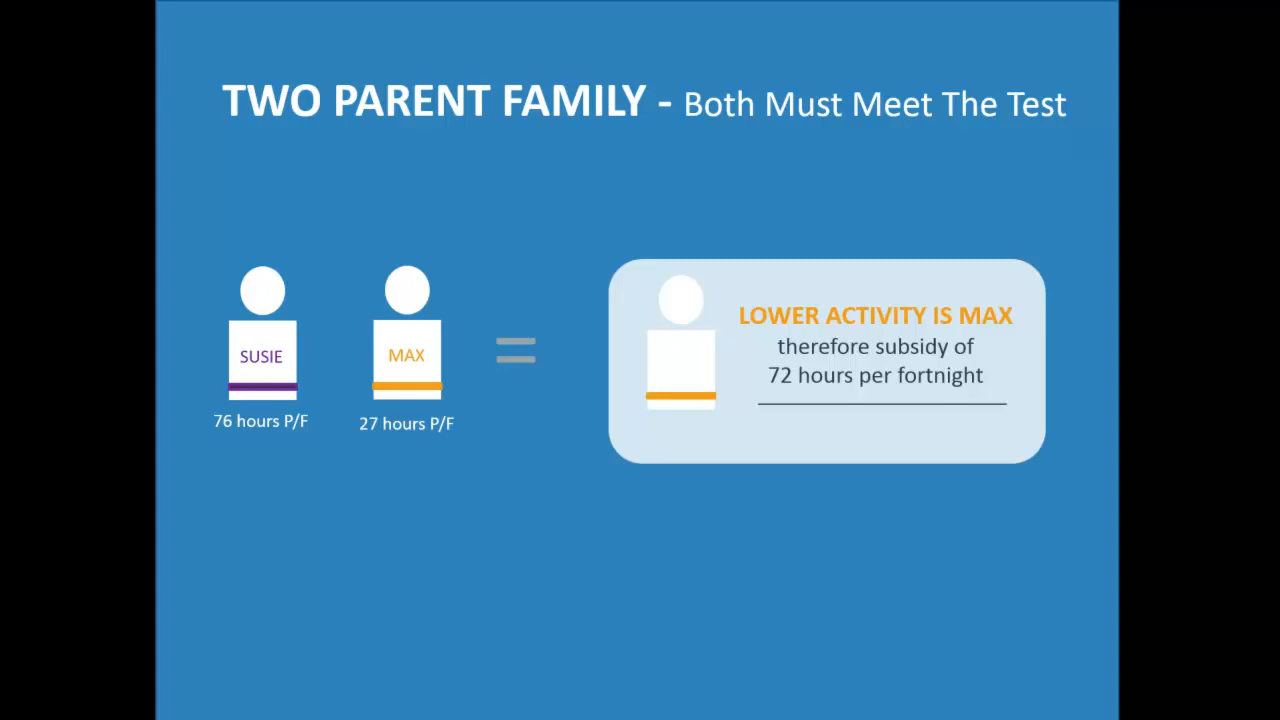 TWO PARENT FAMILY - Both Must Meet The Test
SUSIE
76 hours P/F
MAX
27 hours P/F
=
LOWER ACTIVITY IS MAX
therefore subsidy of
72 hours per fortnight